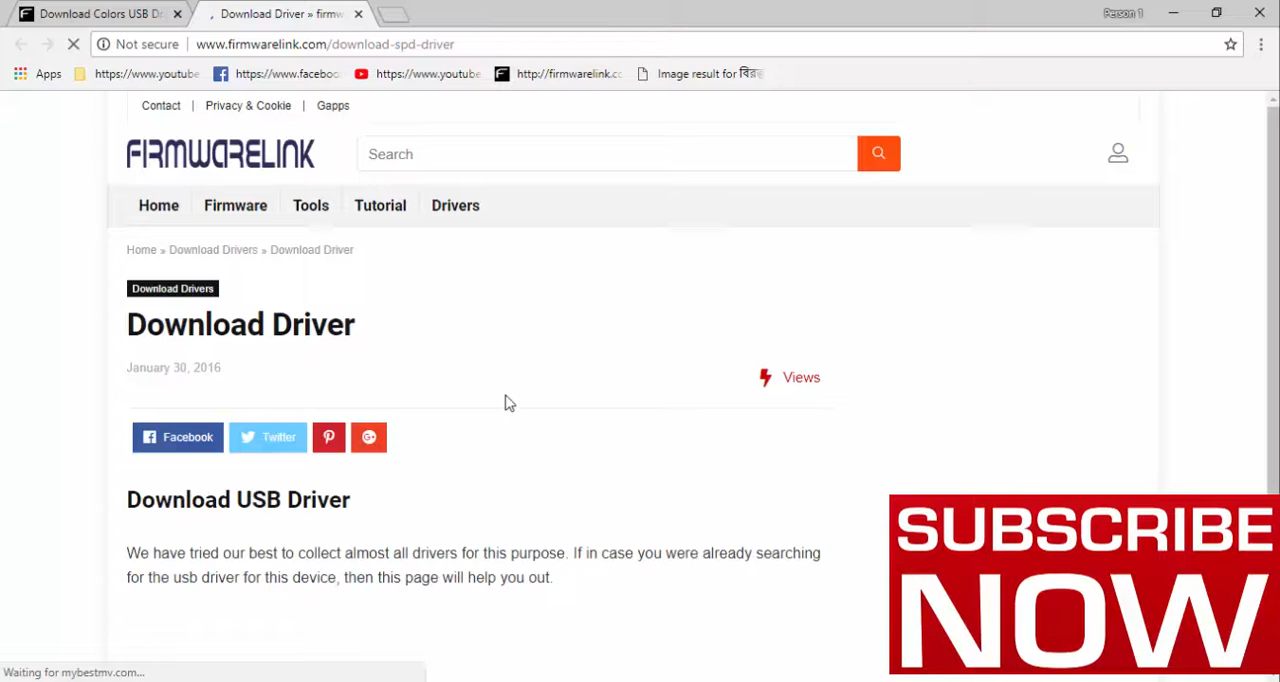 Download Colors USB D
Download Driver » firmw
Person 1
Not secure
www.firmwarelink.com/download-spd-driver
Apps
https://www.youtube
https://www.faceboo
https://www.youtube
http://firmwarelink.co
Image result for বিরক্ত
Contact | Privacy & Cookie | Gapps
FIRMWARELINK
Search
Home Firmware Tools Tutorial Drivers
Home » Download Drivers » Download Driver
Download Drivers
Download Driver
January 30, 2016
Views
Facebook
Twitter
Download USB Driver
We have tried our best to collect almost all drivers for this purpose. If in case you were already searching
for the usb driver for this device, then this page will help you out.
SUBSCRIBE
NOW
Waiting for mybestmv.com...